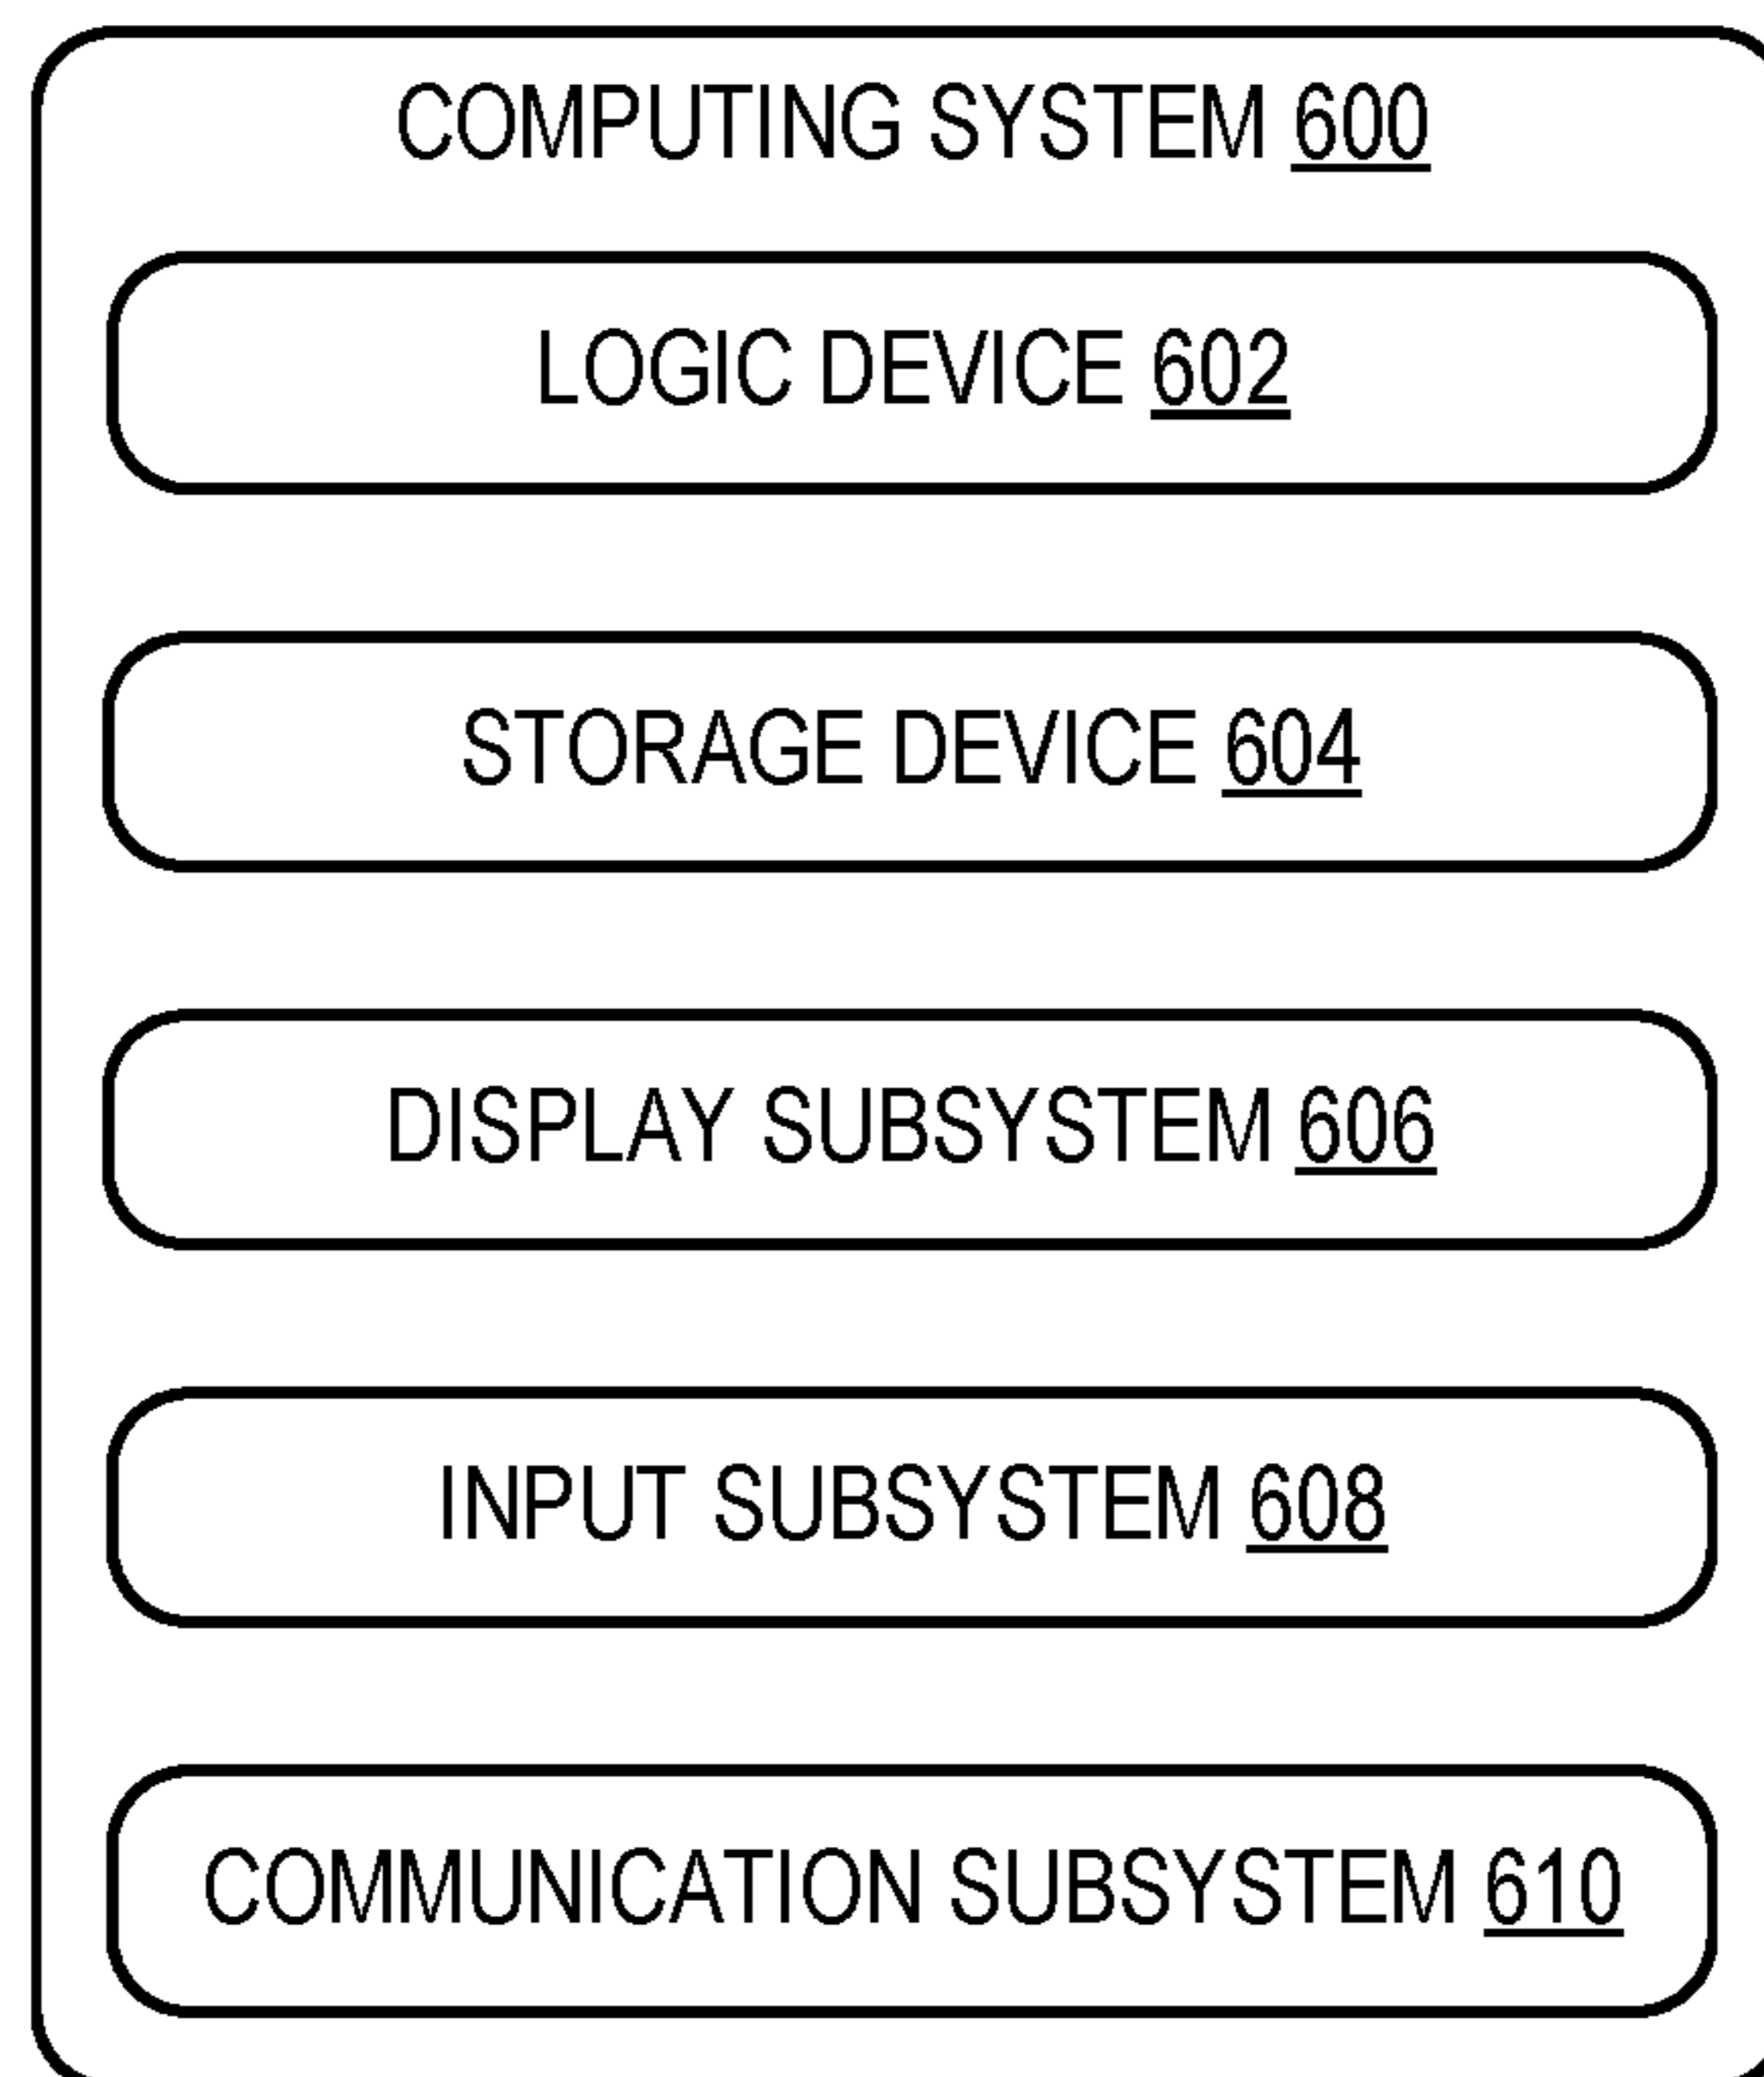 COMPUTING SYSTEM 600
LOGIC DEVICE 602
STORAGE DEVICE 604
DISPLAY SUBSYSTEM 606
INPUT SUBSYSTEM 608
COMMUNICATION SUBSYSTEM 610